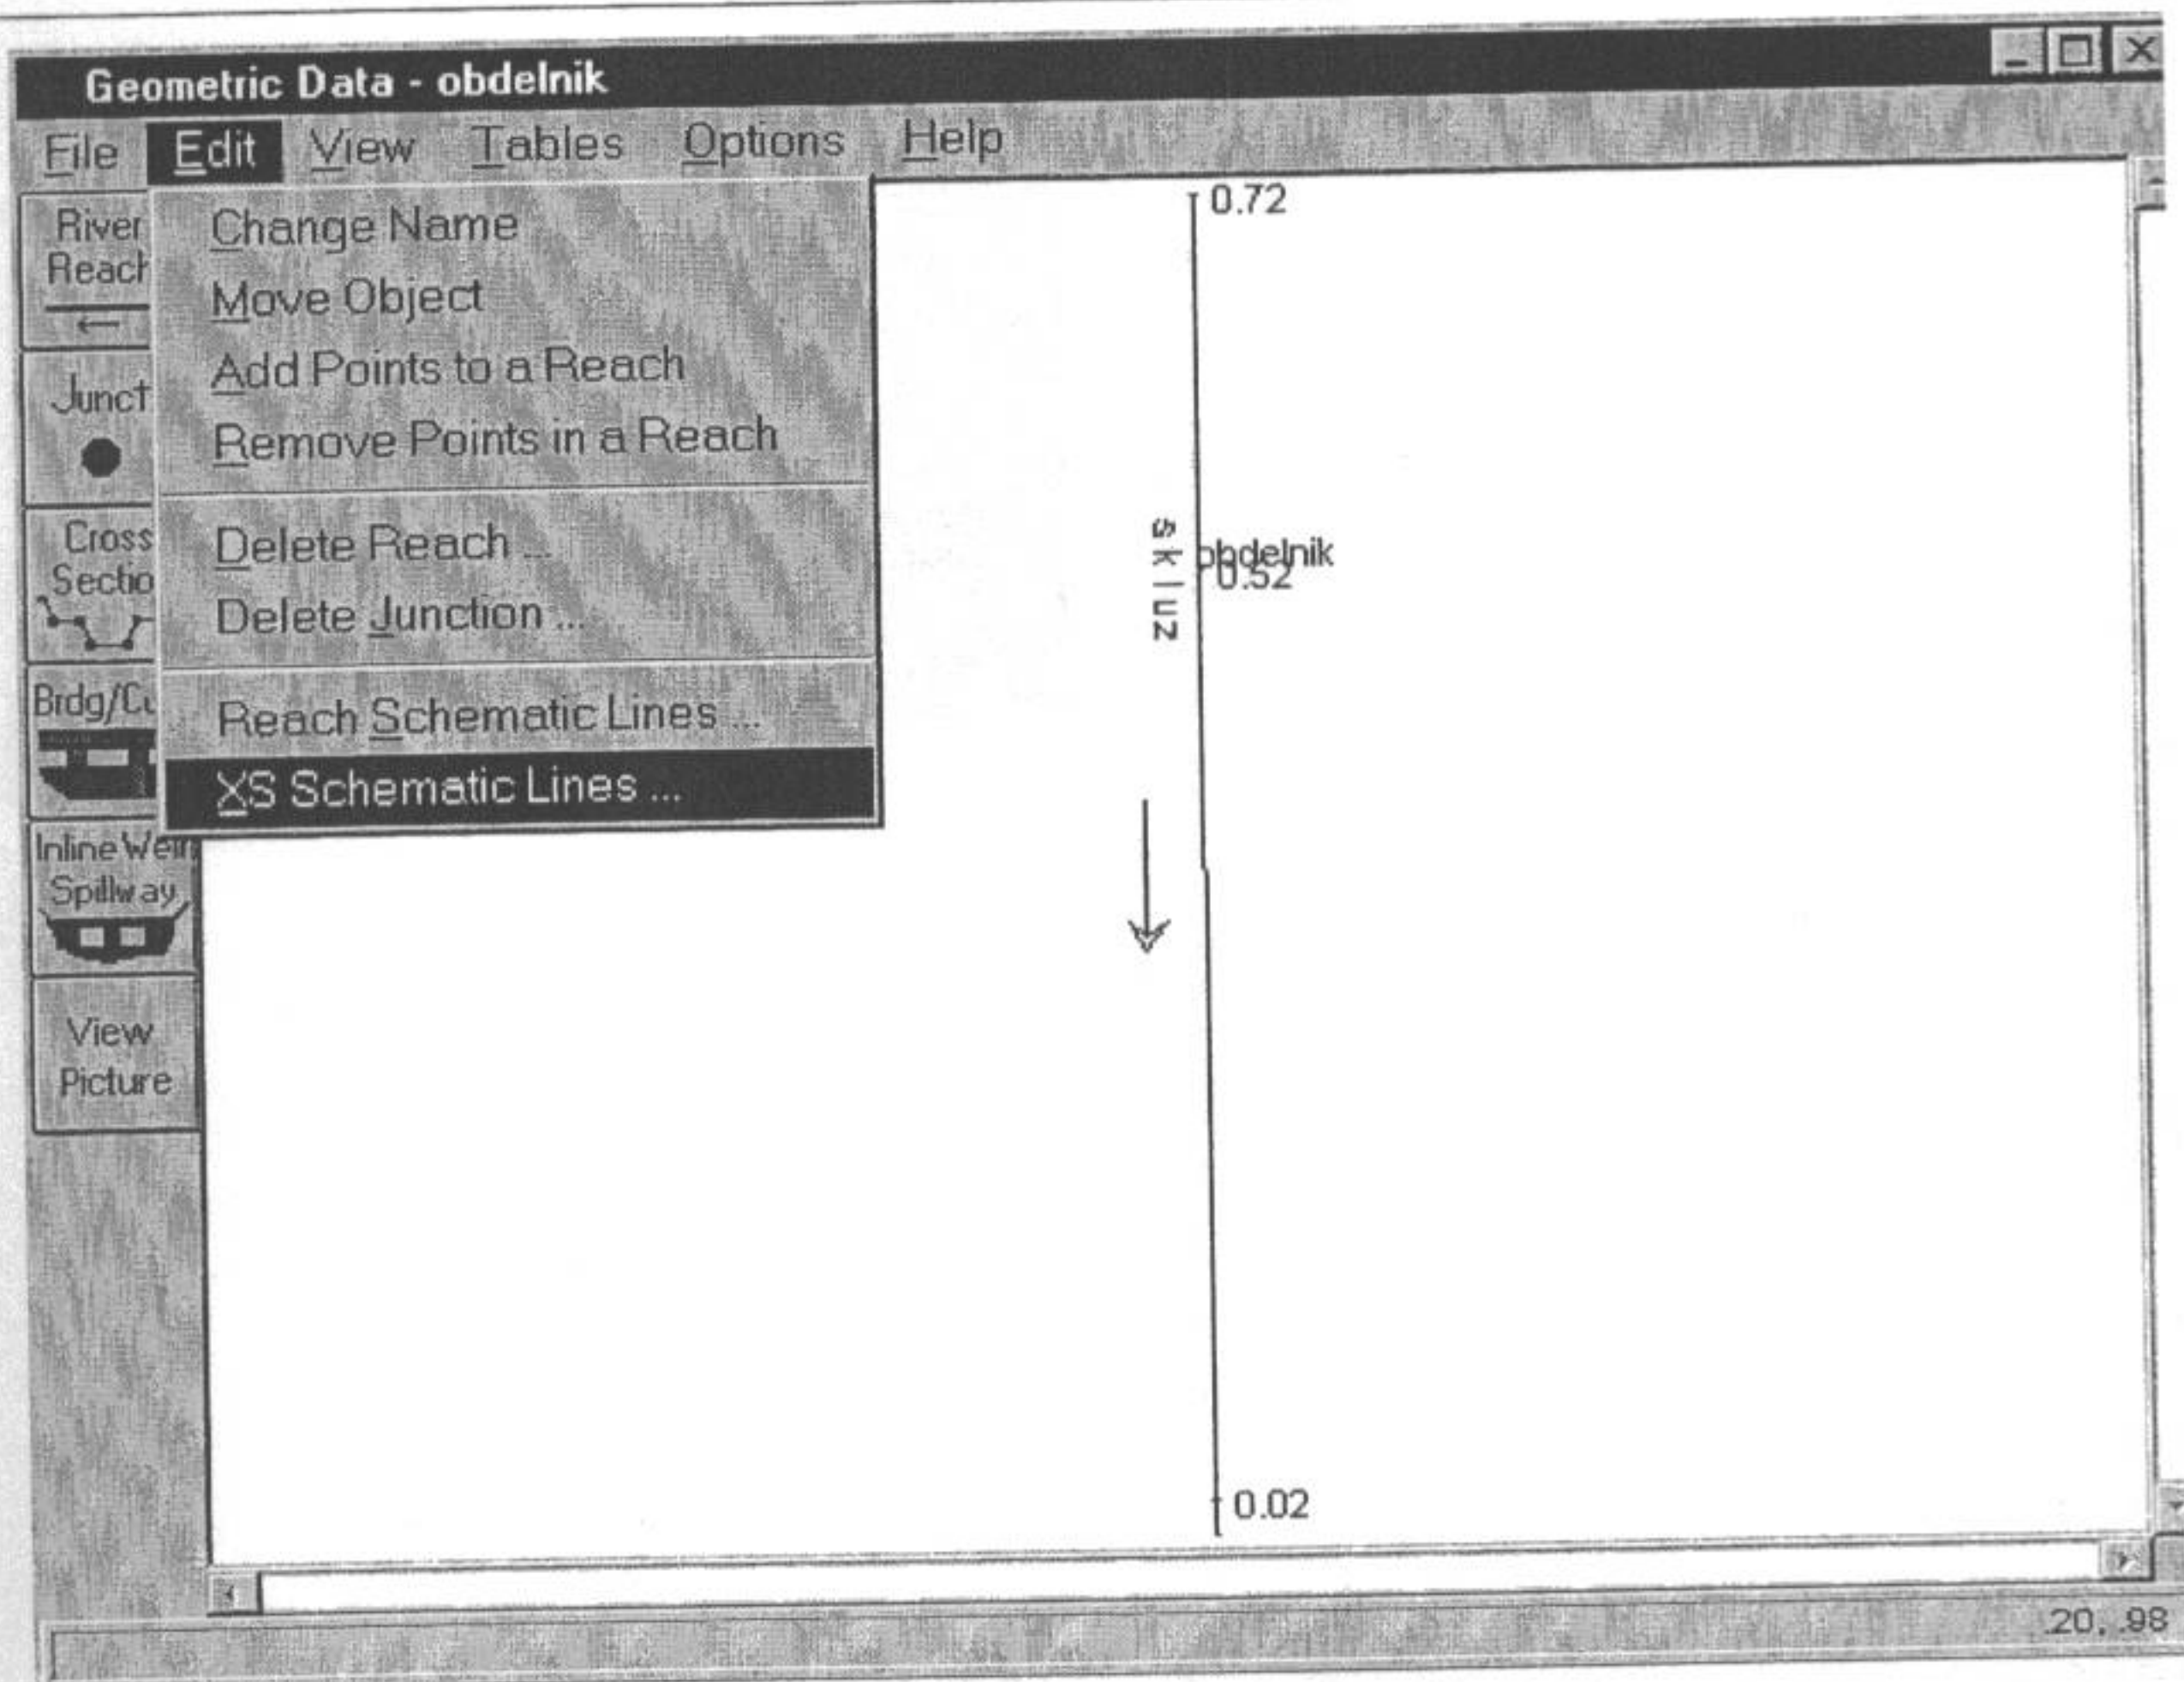 Geometric Data - obdelnik
File Edit View Tables Options Help
River
Reach
Junct
Cross
Sectio
Brdg/Cu
Inline Weir
Spillway
View
Picture
Change Name
Move Object
Add Points to a Reach
Remove Points in a Reach
Delete Reach ...
Delete Junction ...
Reach Schematic Lines ...
XS Schematic Lines ...
0.72
skluz
obdelnik
0.52
0.02
.20, .98